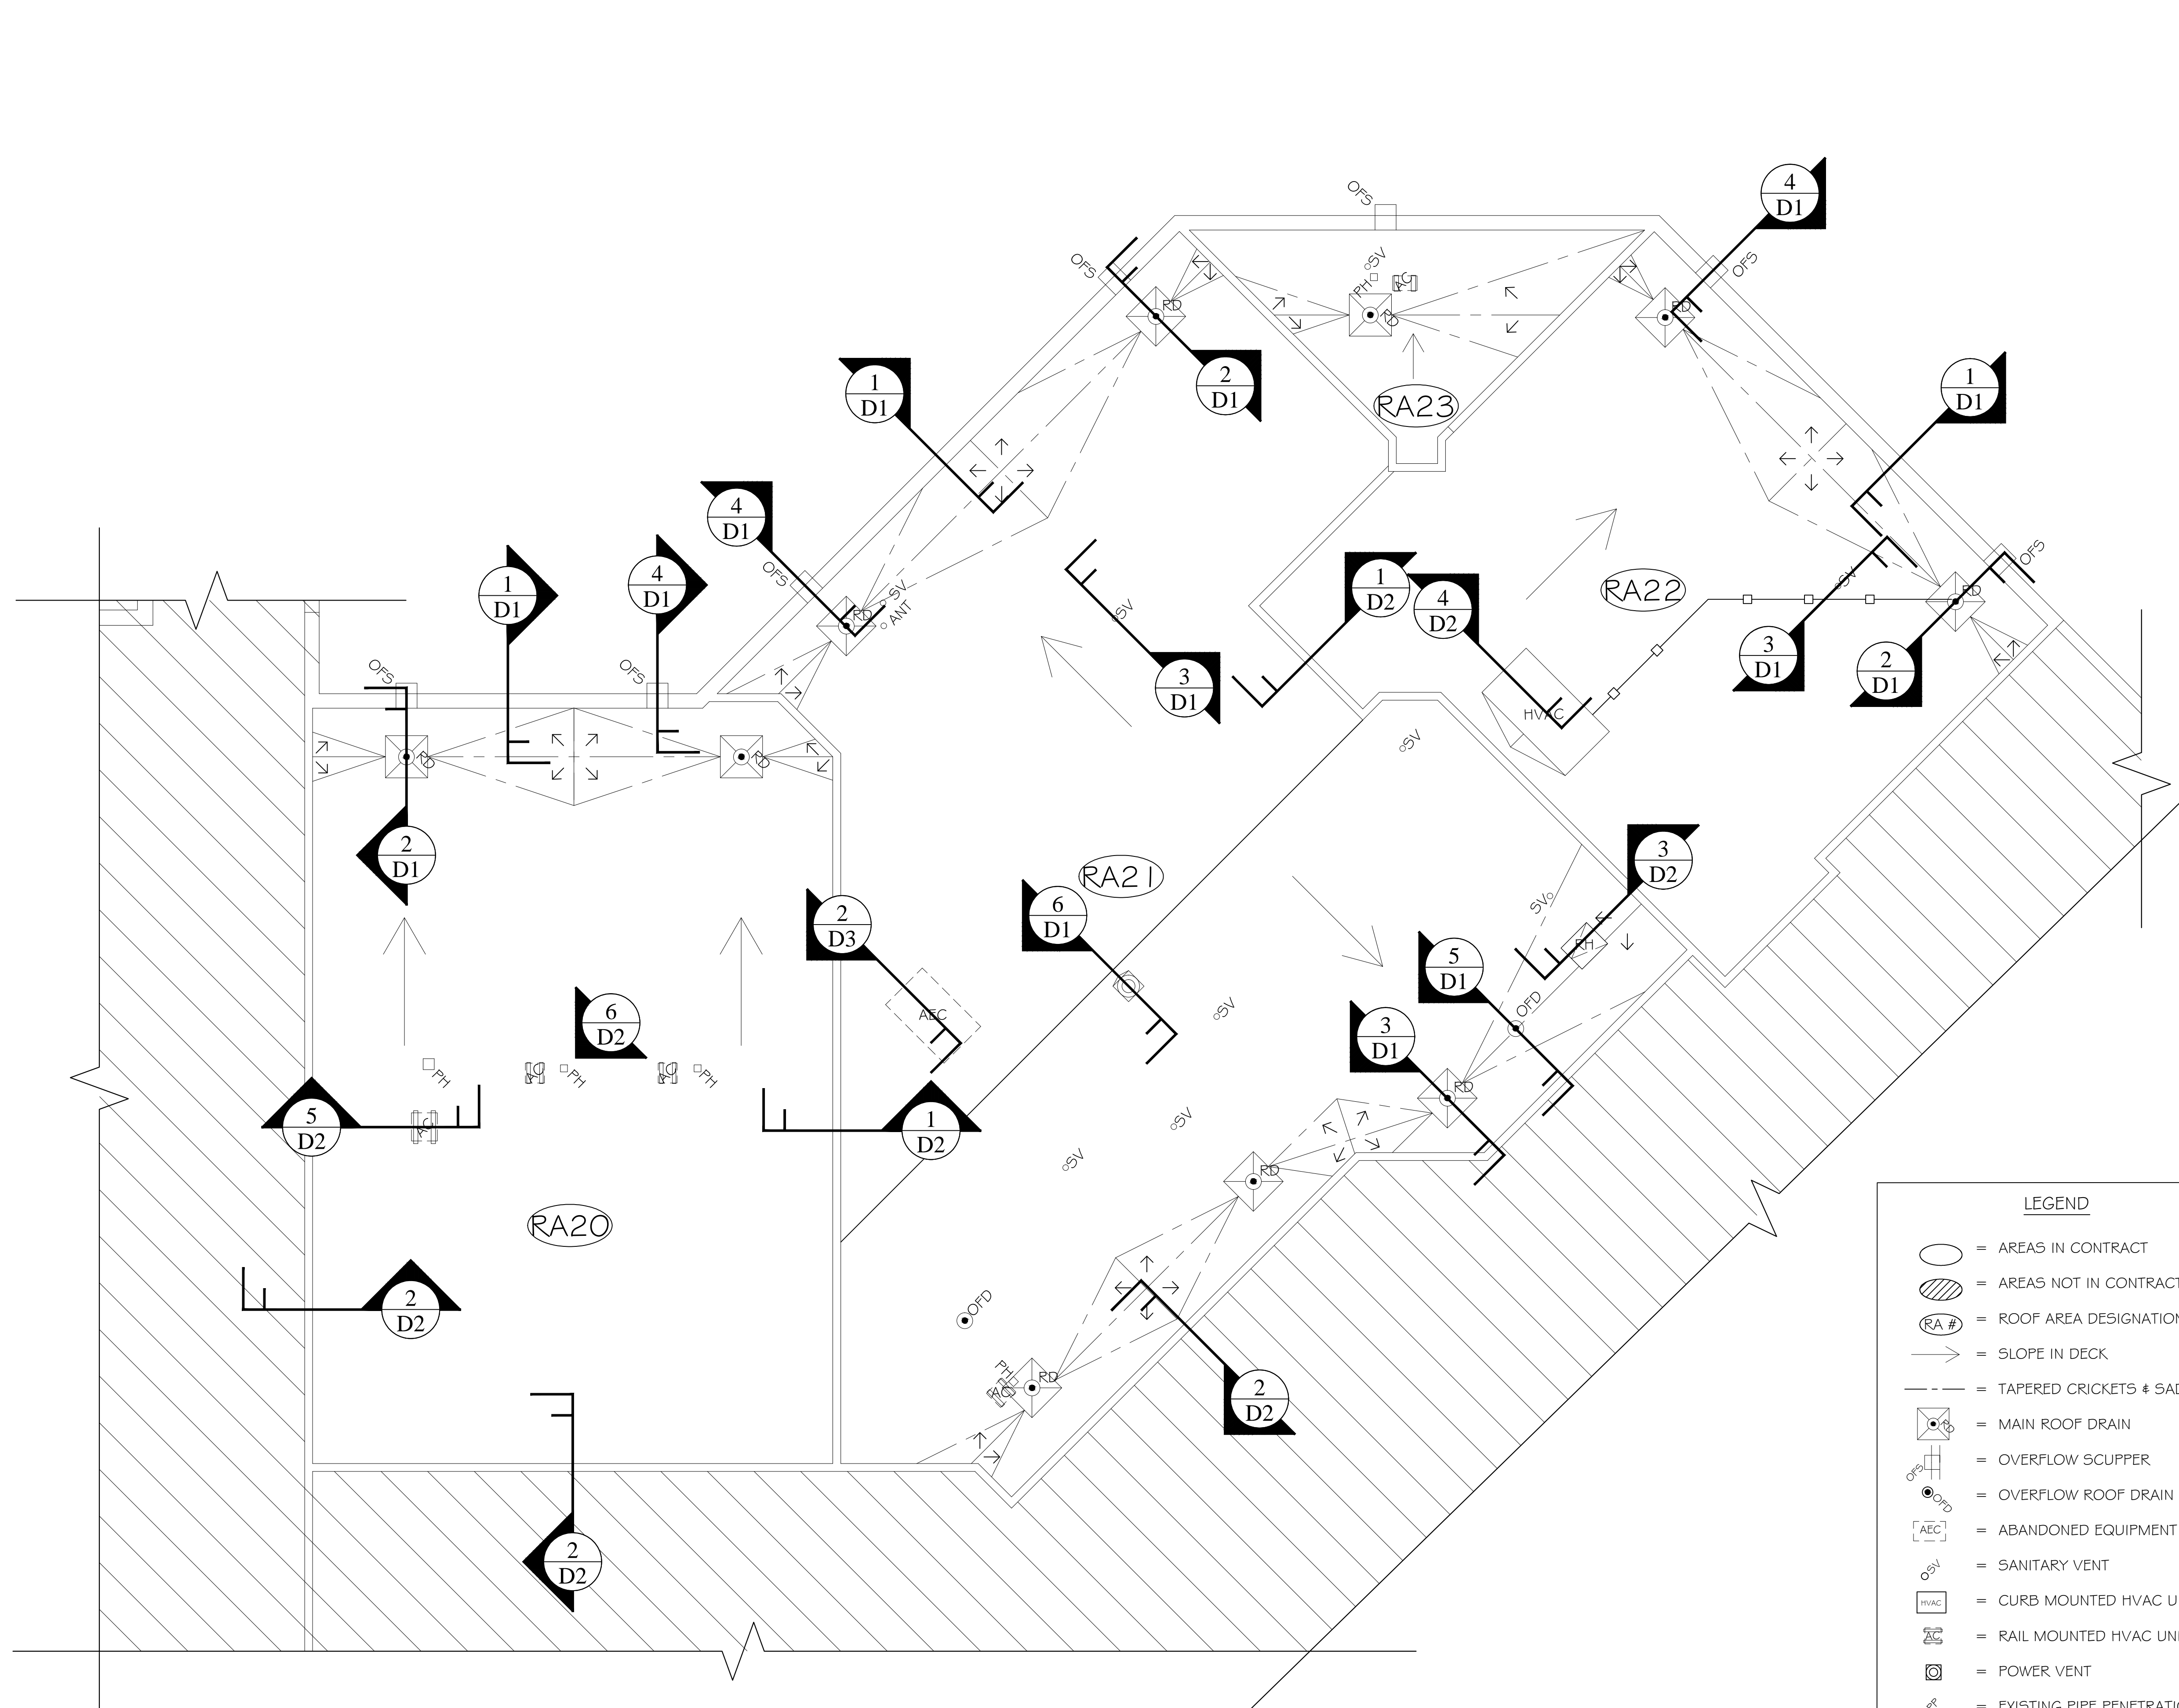 4
D1
OFS
OFS
OFS
SV
PH
AC
RD
RD
RD
1
D1
2
D1
RA23
1
D1
4
D1
OFS
SV
ANT
RD
1
D1
4
D1
OFS
OFS
RD
RD
SV
3
D1
1
D2
4
D2
RA22
SV
OFS
RD
3
D1
2
D1
HVAC
SV
2
D1
RA21
3
D2
2
D3
6
D1
SV
RH
5
D1
OFD
AEC
SV
6
D2
3
D1
PH
AC
PH
AC
PH
AC
5
D2
1
D2
SV
SV
RD
RD
RA20
2
D2
OFD
PH
AC
RD
2
D2
2
D2
LEGEND
= AREAS IN CONTRACT
= AREAS NOT IN CONTRACT
RA # = ROOF AREA DESIGNATION
= SLOPE IN DECK
= TAPERED CRICKETS &
RD = MAIN ROOF DRAIN
OFS = OVERFLOW SCUPPER
OFD = OVERFLOW ROOF DRAIN
AEC = ABANDONED EQUIPMENT
SV = SANITARY VENT
HVAC = CURB MOUNTED HVAC
AC = RAIL MOUNTED HVAC
= POWER VENT
= EXISTING PIPE